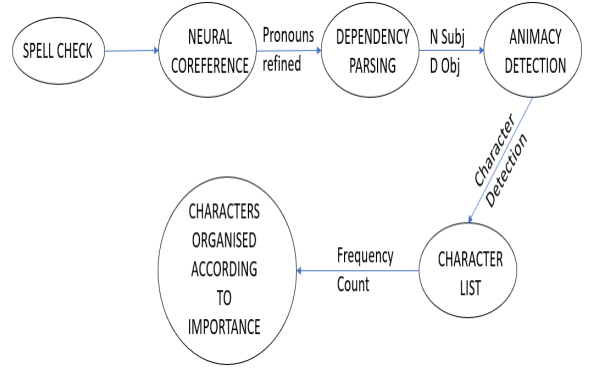 SPELL CHECK
NEURAL
COREFERENCE
Pronouns
refined
DEPENDENCY
PARSING
N Subj
D Obj
ANIMACY
DETECTION
Character
Detection
CHARACTER
LIST
Frequency
Count
CHARACTERS
ORGANISED
ACCORDING
TO
IMPORTANCE